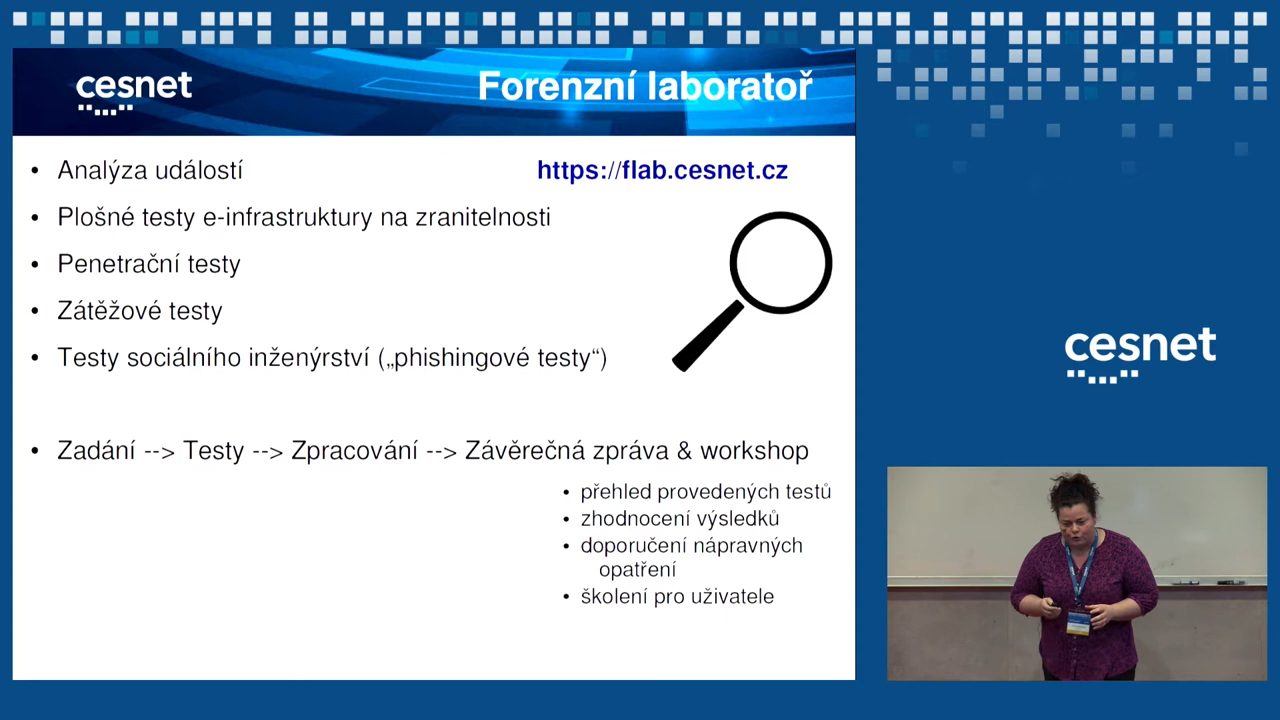 cesnet
Forenzní laboratoř
• Analýza událostí
https://flab.cesnet.cz
• Plošné testy e-infrastruktury na zranitelnosti
• Penetrační testy
• Zátěžové testy
• Testy sociálního inženýrství („phishingové testy“)
• Zadání --> Testy --> Zpracování --> Závěrečná zpráva & workshop
• přehled provedených testů
• zhodnocení výsledků
• doporučení nápravných
opatření
• školení pro uživatele
cesnet